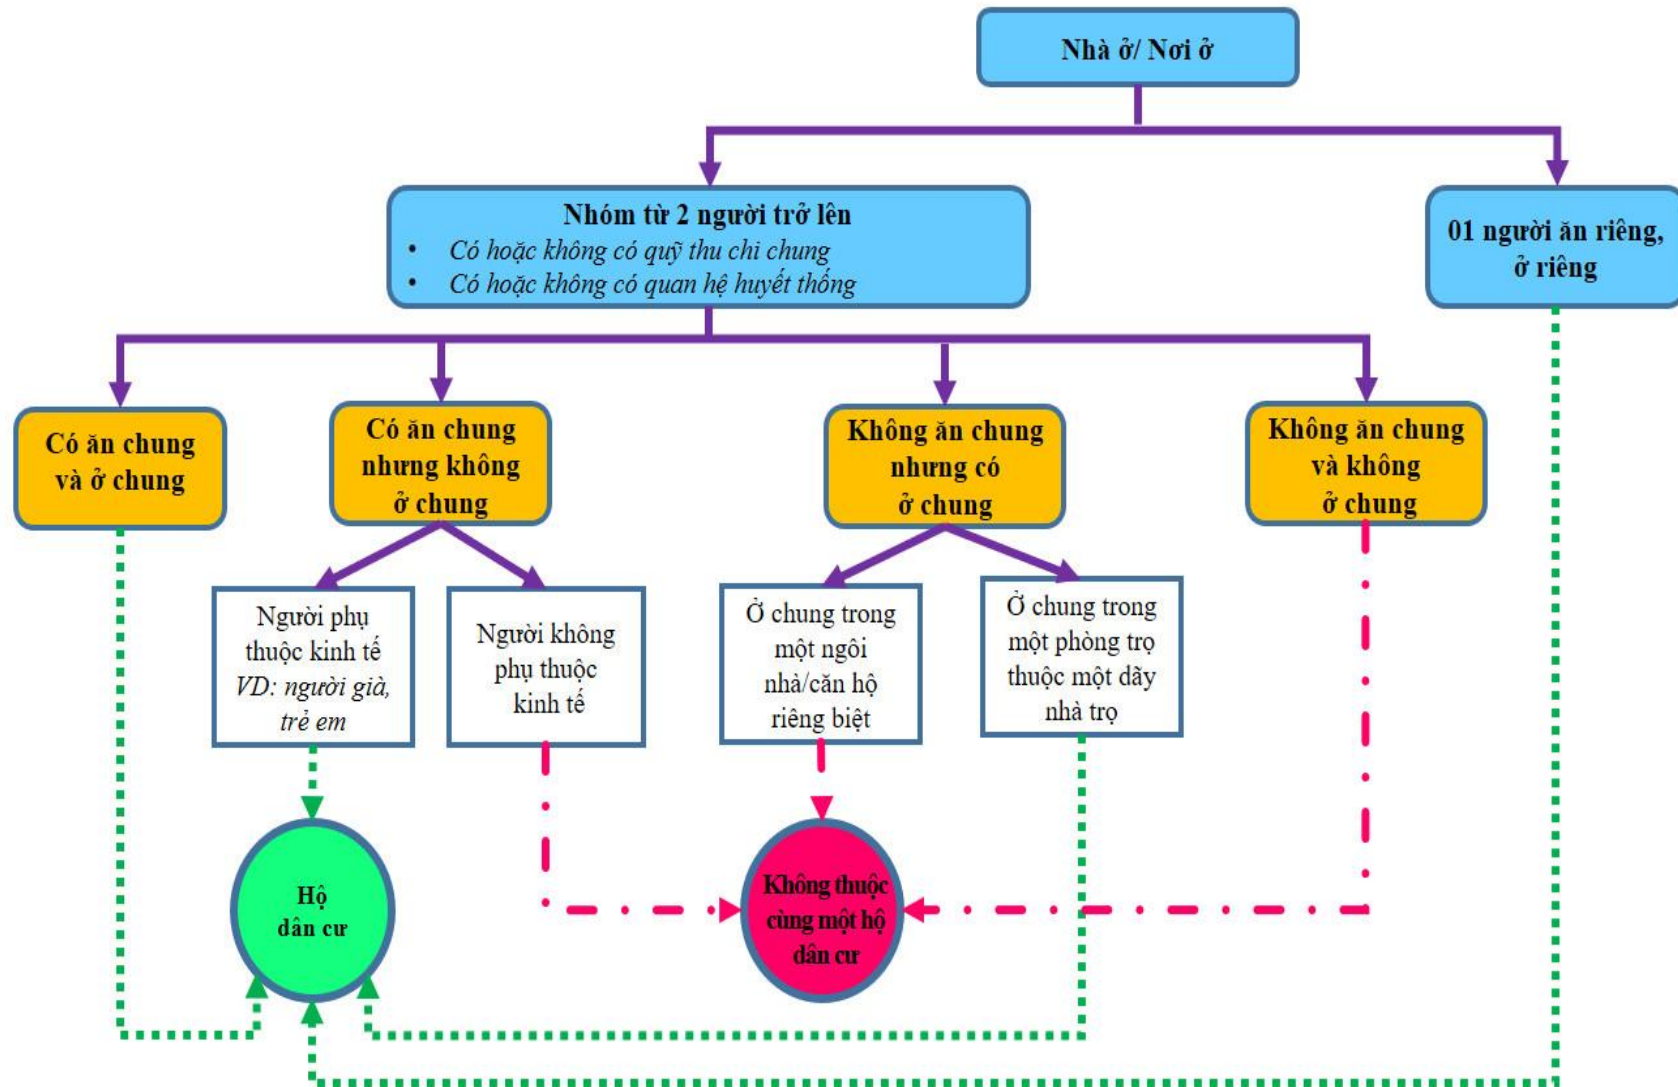 Nhà ở/ Nơi ở
Nhóm từ 2 người trở lên
• Có hoặc không có quỹ thu chi chung
• Có hoặc không có quan hệ huyết thống
01 người ăn riêng,
ở riêng
Có ăn chung
và ở chung
Có ăn chung
nhưng không
ở chung
Không ăn chung
nhưng có
ở chung
Không ăn chung
và không
ở chung
Người phụ
thuộc kinh tế
VD: người già,
trẻ em
Người không
phụ thuộc
kinh tế
Ở chung trong
một ngôi
nhà/căn hộ
riêng biệt
Ở chung trong
một phòng trọ
thuộc một dãy
nhà trọ
Hộ
dân cư
Không thuộc
cùng một hộ
dân cư